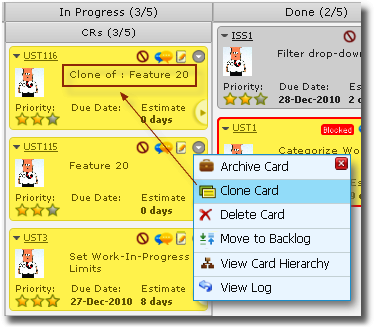 In Progress (3/5)
Done (2/5)
CRs (3/5)
UST116
Clone of : Feature 20
Priority:
Due Date:
Estimate
0 days
UST115
Feature 20
Priority:
Due Date:
Estimate
0 days
UST3
Set Work-In-Progress
Limits
Priority:
Due Date:
Estimate
27-Dec-2010
8 days
ISS1
Filter drop-down
Priority:
Due Date:
Estimate
28-Dec-2010
2 d
UST1
Blocked
Categorize Wo
Archive Card
Clone Card
Delete Card
Move to Backlog
View Card Hierarchy
View Log